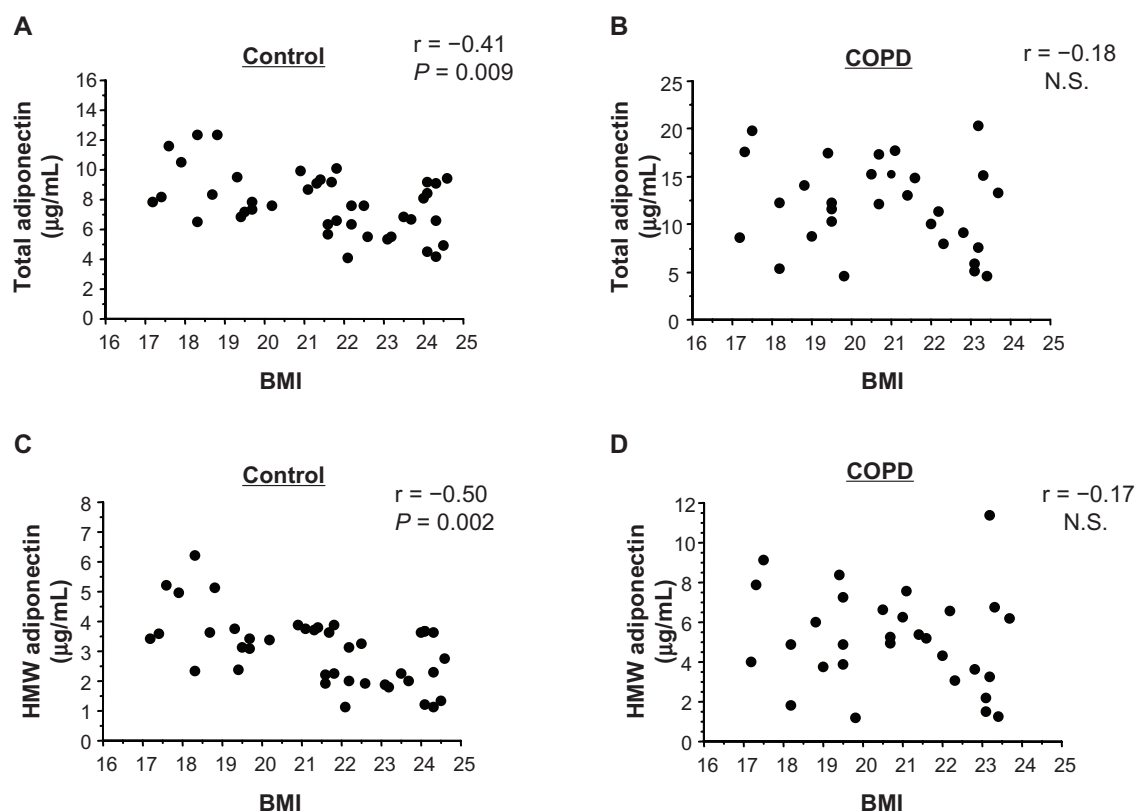 A
Control
r = −0.41
P = 0.009
Total adiponectin
(µg/mL)
16
14
12
10
8
6
4
2
0
16 17 18 19 20 21 22 23 24 25
BMI
B
COPD
r = −0.18
N.S.
Total adiponectin
(µg/mL)
25
20
15
10
5
0
16 17 18 19 20 21 22 23 24 25
BMI
C
Control
r = −0.50
P = 0.002
HMW adiponectin
(µg/mL)
8
7
6
5
4
3
2
1
0
16 17 18 19 20 21 22 23 24 25
BMI
D
COPD
r = −0.17
N.S.
HMW adiponectin
(µg/mL)
12
10
8
6
4
2
0
16 17 18 19 20 21 22 23 24 25
BMI